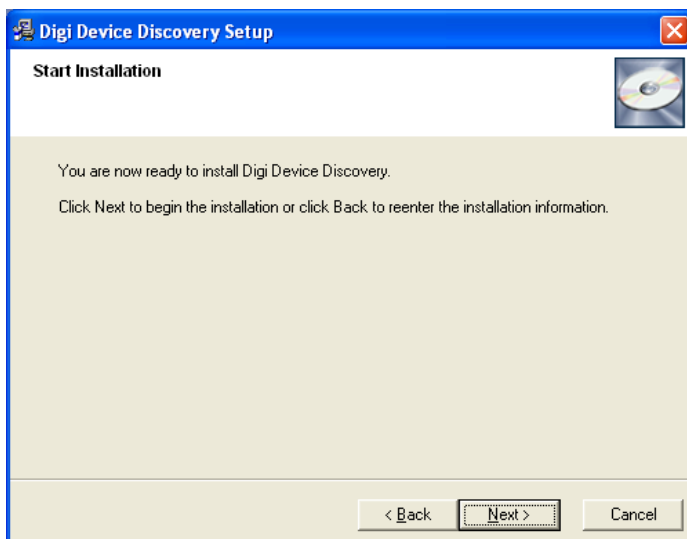 Digi Device Discovery Setup
Start Installation
You are now ready to install Digi Device Discovery.
Click Next to begin the installation or click Back to reenter the installation information.
< Back
Next >
Cancel